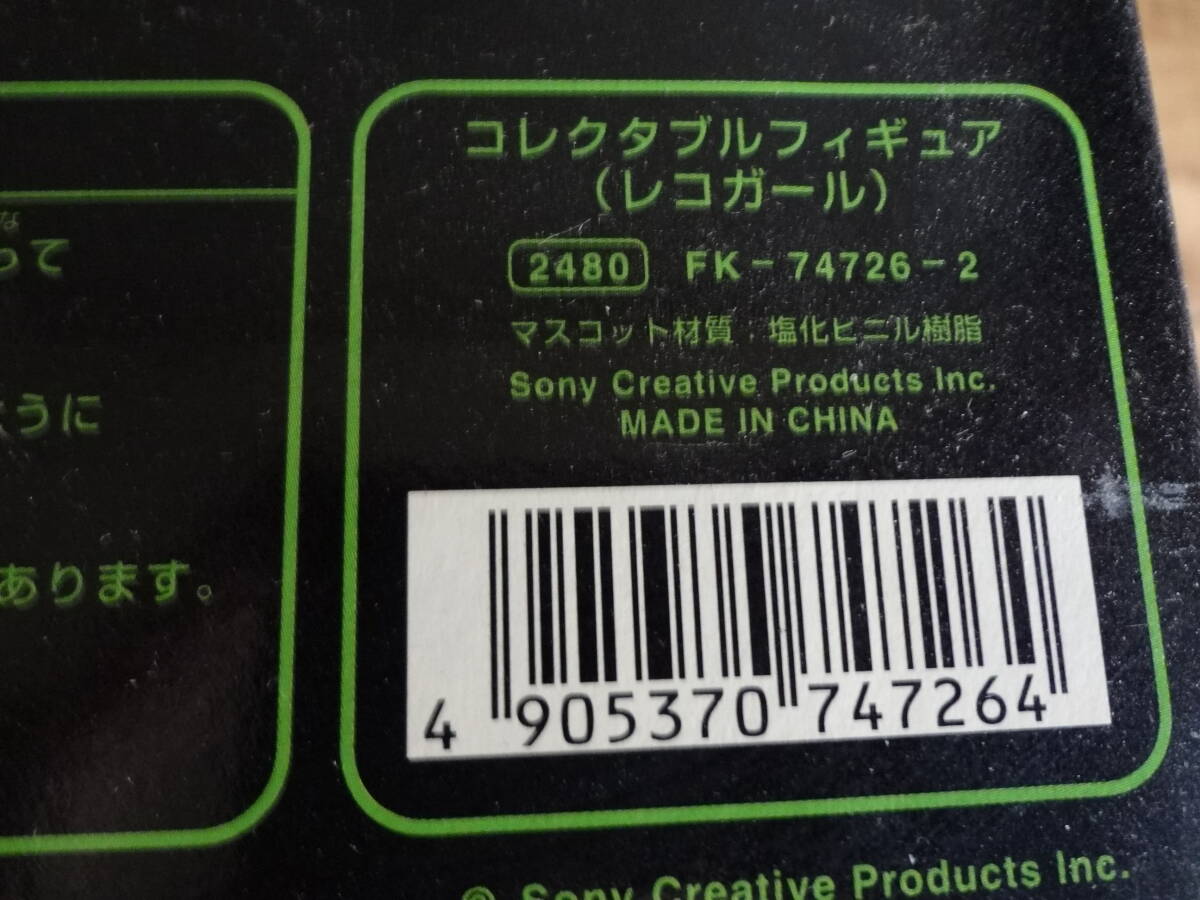 な
って
ように
あります。
コレクタブルフィギュア
（レコガール）
2480 FK-74726-2
マスコット材質 塩化ビニル樹脂
Sony Creative Products Inc.
MADE IN CHINA
4 905370 747264
© Sony Creative Products Inc.